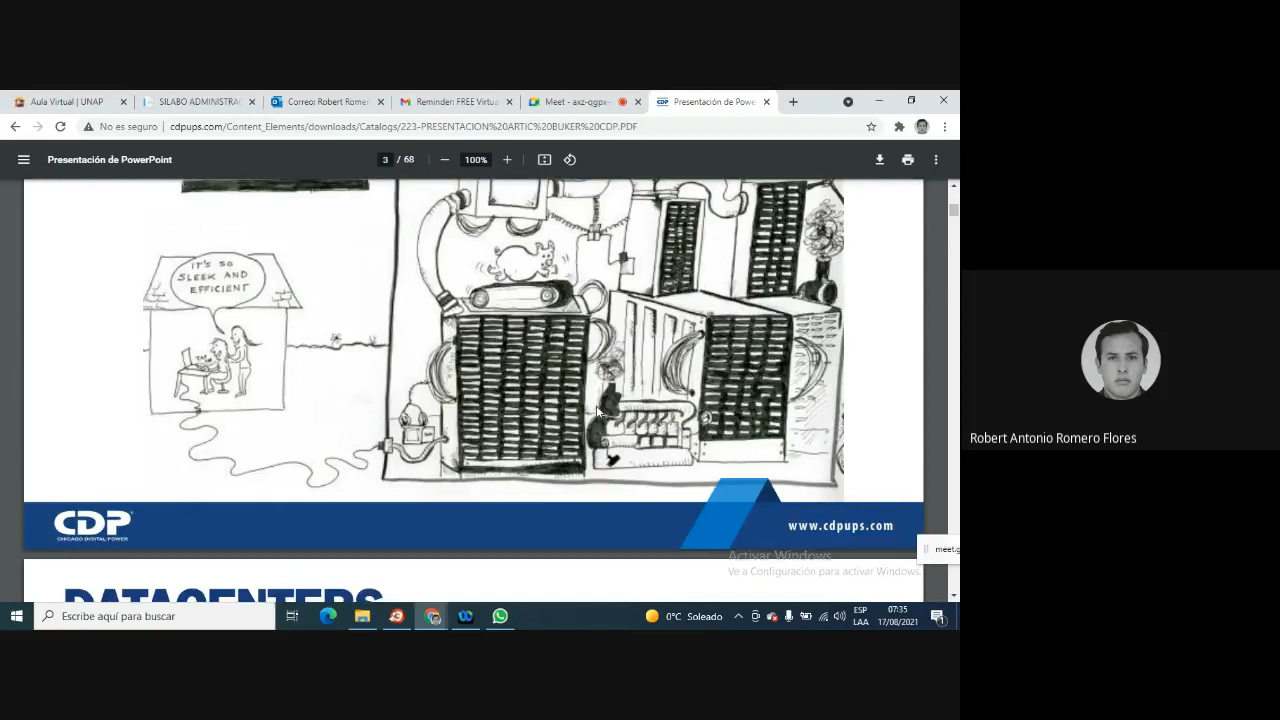 Aula Virtual | UNAP
SILABO ADMINISTRA
Correo: Robert Romer
Reminder: FREE Virtua
Meet - axz-qgpx-
Presentación de Powe
No es seguro
cdpups.com/Content_Elements/downloads/Catalogs/223-PRESENTACION%20ARTIC%20BUKER%20CDP.PDF
Presentación de PowerPoint
3 / 68
100%
IT'S SO
SLEEK AND
EFFICIENT
CDP
CHICAGO DIGITAL POWER
www.cdpups.com
meet.g
Activar Windows
Ve a Configuración para activar Windows.
DATACENTERS
Robert Antonio Romero Flores
Escribe aquí para buscar
0°C Soleado
ESP
LAA
07:35
17/08/2021
1